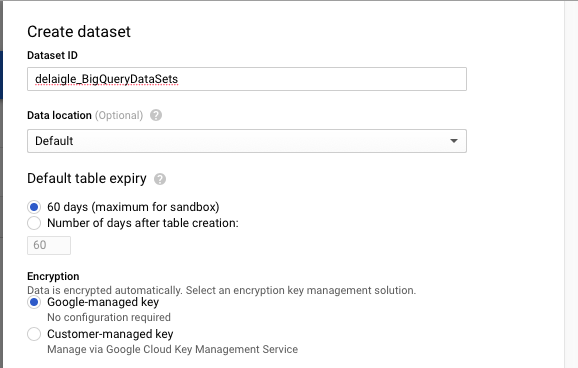 Create dataset
Dataset ID
delaigle_BigQueryDataSets
Data location (Optional) ?
Default
Default table expiry ?
60 days (maximum for sandbox)
Number of days after table creation:
60
Encryption
Data is encrypted automatically. Select an encryption key management solution.
Google-managed key
No configuration required
Customer-managed key
Manage via Google Cloud Key Management Service